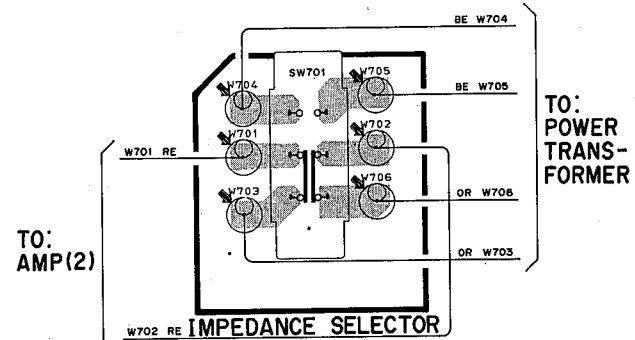 BE W704
SW701
W704
W705
BE W705
TO:
POWER
TRANS-
FORMER
W701
W702
W701 RE
W703
W706
OR W706
TO:
AMP(2)
OR W703
W702 RE
IMPEDANCE SELECTOR